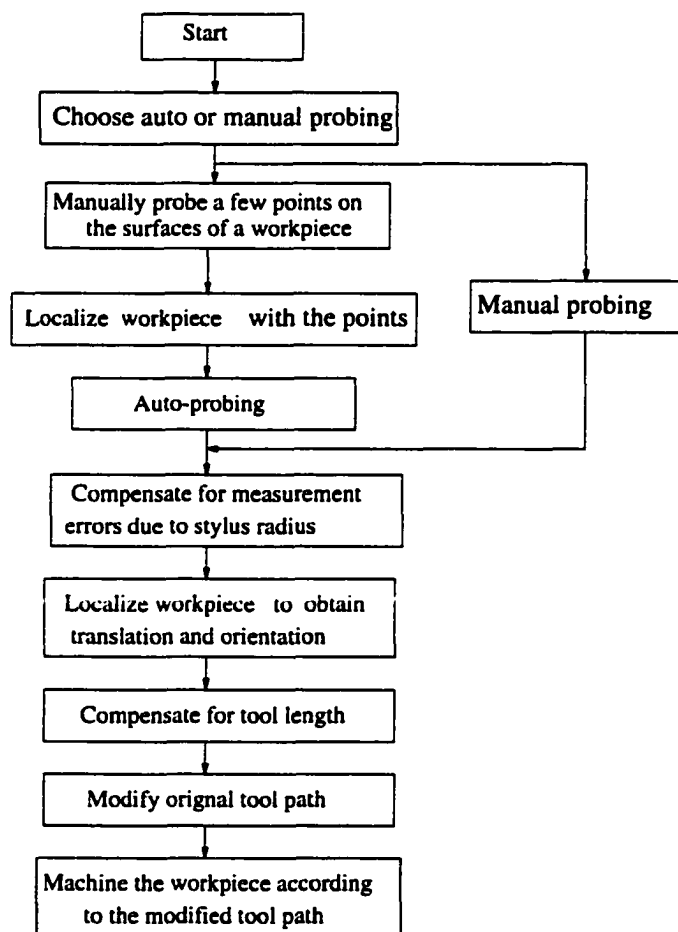 Start
Choose auto or manual probing
Manually probe a few points on
the surfaces of a workpiece
Localize workpiece with the points
Manual probing
Auto-probing
Compensate for measurement
errors due to stylus radius
Localize workpiece to obtain
translation and orientation
Compensate for tool length
Modify orignal tool path
Machine the workpiece according
to the modified tool path